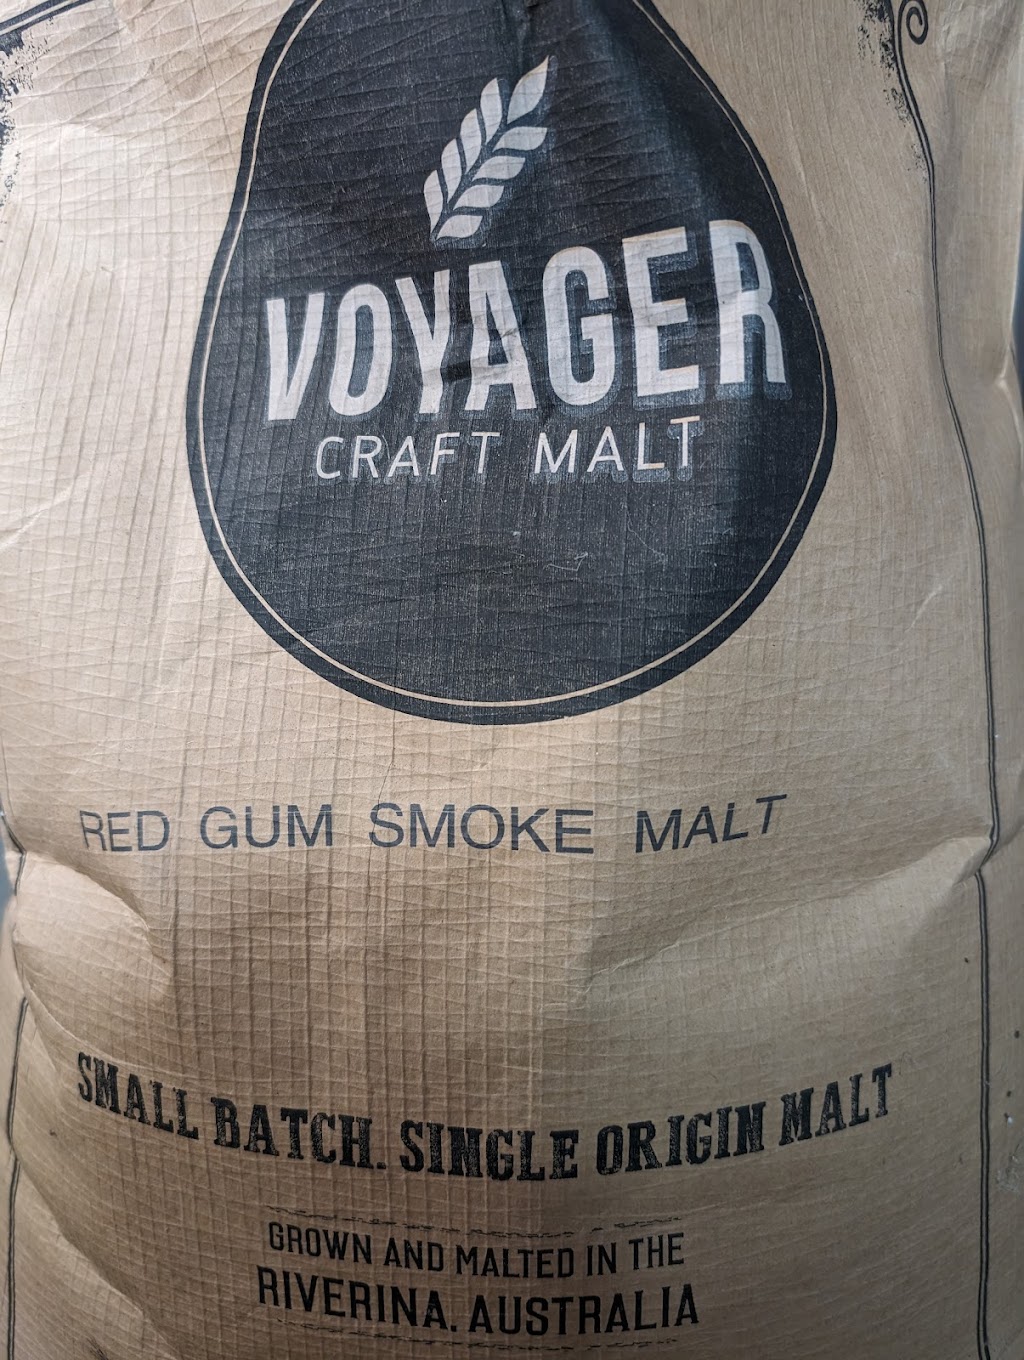 VOYAGER
CRAFT MALT
RED GUM SMOKE MALT
SMALL BATCH. SINGLE ORIGIN MALT
GROWN AND MALTED IN THE
RIVERINA. AUSTRALIA